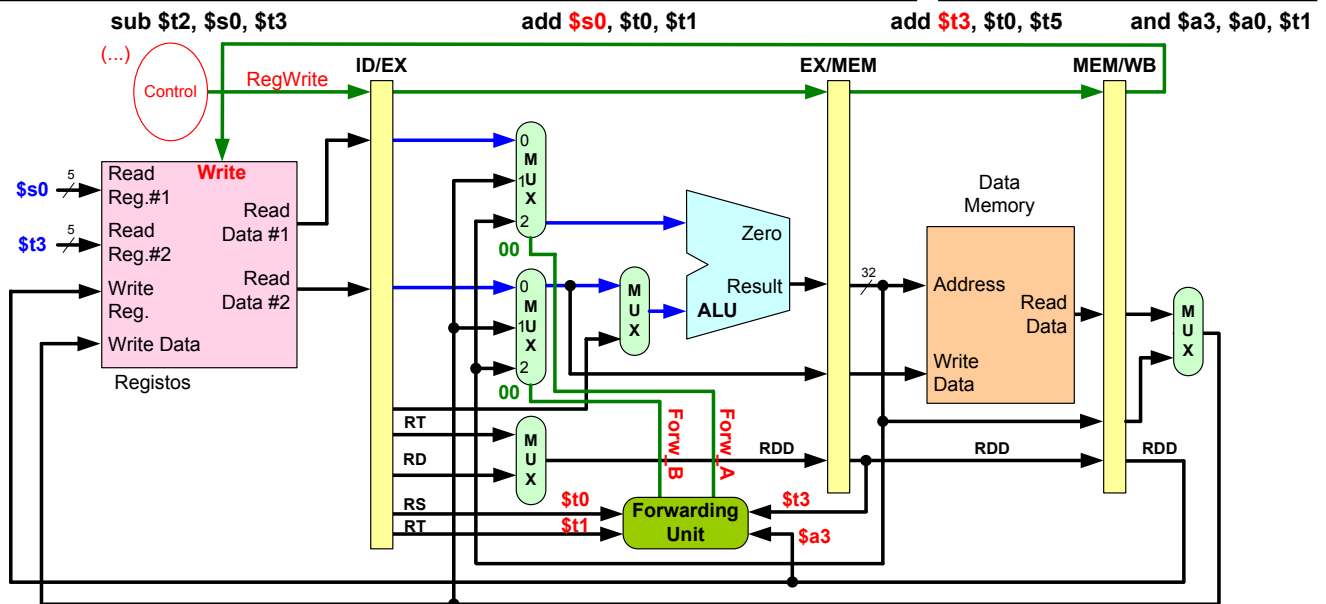 sub $t2, $s0, $t3
add $s0, $t0, $t1
add $t3, $t0, $t5
and $a3, $a0, $t1
(...)
Control
RegWrite
ID/EX
EX/MEM
MEM/WB
$s0
5
Read
Reg.#1
Write
Read
Data #1
$t3
5
Read
Reg.#2
Read
Data #2
Write
Reg.
Write Data
Registos
0
1
2
M
U
X
00
0
1
2
M
U
X
00
M
U
X
Zero
Result
ALU
32
Data
Memory
Address
Read
Data
Write
Data
M
U
X
RT
RD
M
U
X
RDD
RDD
RDD
Forw_B
Forw_A
RS
$t0
RT
$t1
Forwarding
Unit
$t3
$a3